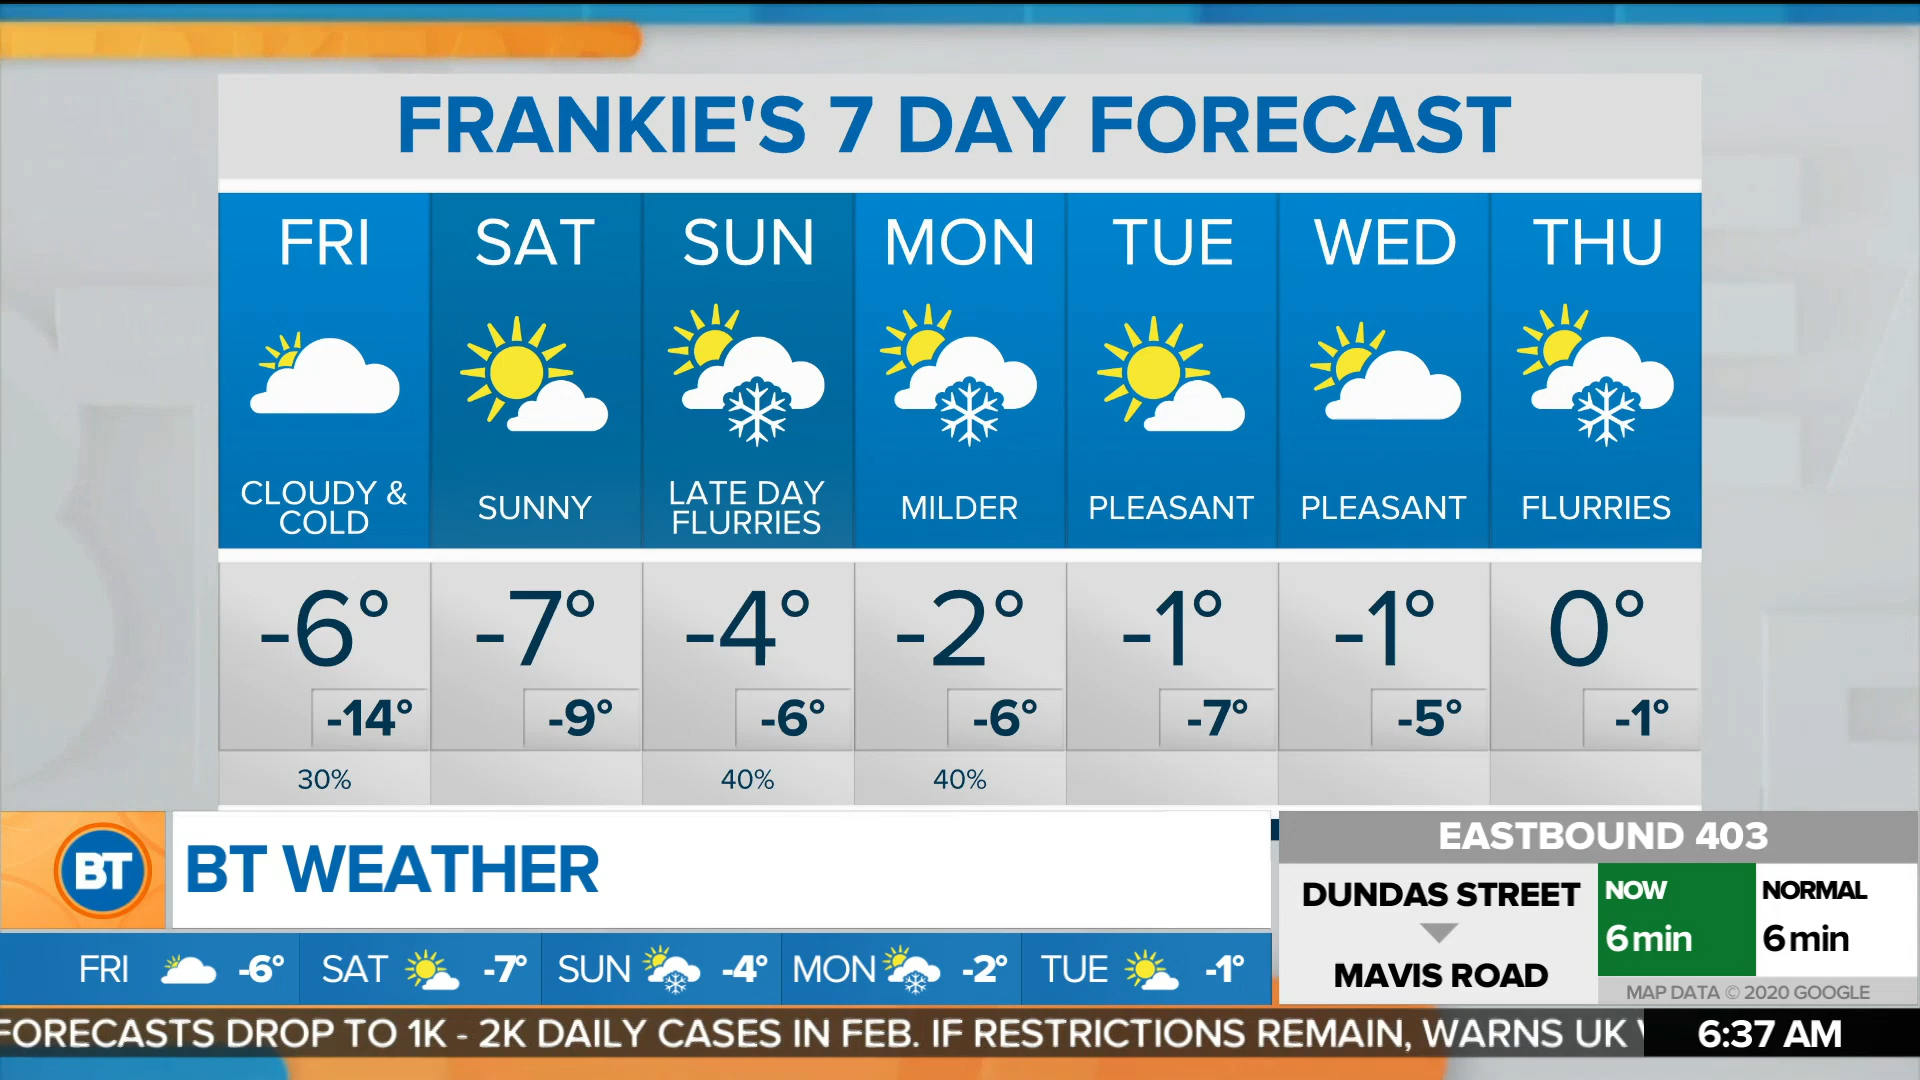 FRANKIE'S 7 DAY FORECAST
FRI SAT SUN MON TUE WED THU
CLOUDY & COLD SUNNY LATE DAY FLURRIES MILDER PLEASANT PLEASANT FLURRIES
-6° -7° -4° -2° -1° -1° 0°
-14° -9° -6° -6° -7° -5° -1°
30% 40% 40%
BT
BT WEATHER
EASTBOUND 403
DUNDAS STREET
MAVIS ROAD
NOW
6 min
NORMAL
6 min
MAP DATA © 2020 GOOGLE
FRI -6° SAT -7° SUN -4° MON -2° TUE -1°
FORECASTS DROP TO 1K - 2K DAILY CASES IN FEB. IF RESTRICTIONS REMAIN, WARNS UK
6:37 AM